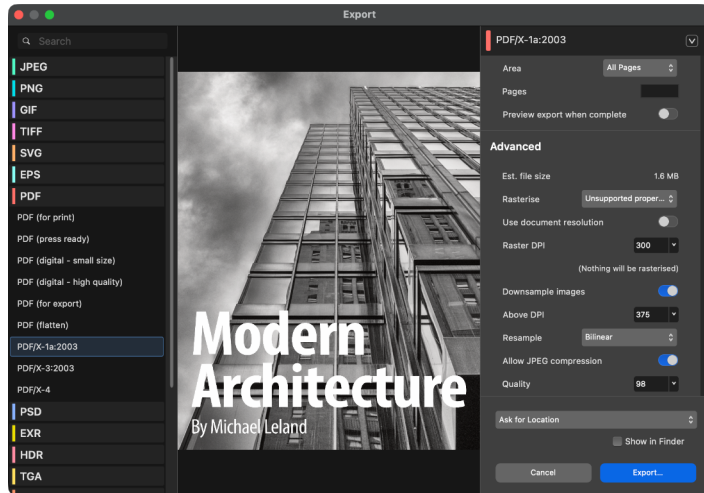 Export
Search
JPEG
PNG
GIF
TIFF
SVG
EPS
PDF
PDF (for print)
PDF (press ready)
PDF (digital - small size)
PDF (digital - high quality)
PDF (for export)
PDF (flatten)
PDF/X-1a:2003
PDF/X-3:2003
PDF/X-4
PSD
EXR
HDR
TGA
Modern
Architecture
By Michael Leland
PDF/X-1a:2003
Area All Pages
Pages
Preview export when complete
Advanced
Est. file size 1.6 MB
Rasterise Unsupported proper...
Use document resolution
Raster DPI 300
(Nothing will be rasterised)
Downsample images
Above DPI 375
Resample Bilinear
Allow JPEG compression
Quality 98
Ask for Location
Show in Finder
Cancel Export...